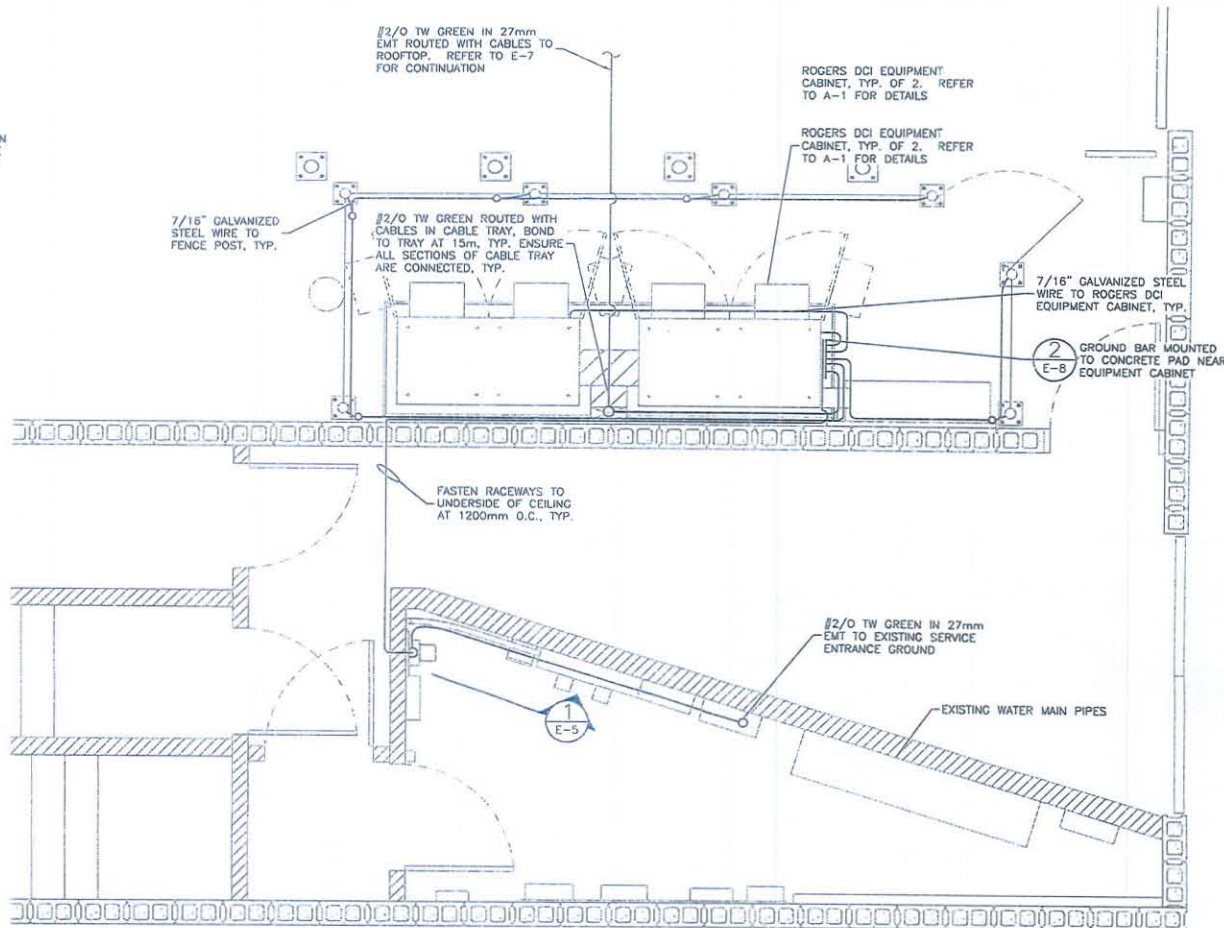 #2/0 TW GREEN IN 27mm
EMT ROUTED WITH CABLES TO
ROOFTOP. REFER TO E-7
FOR CONTINUATION
ROGERS DCI EQUIPMENT
CABINET, TYP. OF 2. REFER
TO A-1 FOR DETAILS
ROGERS DCI EQUIPMENT
CABINET, TYP. OF 2. REFER
TO A-1 FOR DETAILS
7/16" GALVANIZED
STEEL WIRE TO
FENCE POST, TYP.
#2/0 TW GREEN ROUTED WITH
CABLES IN CABLE TRAY, BOND
TO TRAY AT 15m, TYP. ENSURE
ALL SECTIONS OF CABLE TRAY
ARE CONNECTED, TYP.
7/16" GALVANIZED STEEL
WIRE TO ROGERS DCI
EQUIPMENT CABINET, TYP.
2
E-8
GROUND BAR MOUNTED
TO CONCRETE PAD NEAR
EQUIPMENT CABINET
FASTEN RACEWAYS TO
UNDERSIDE OF CEILING
AT 1200mm O.C., TYP.
#2/0 TW GREEN IN 27mm
EMT TO EXISTING SERVICE
ENTRANCE GROUND
1
E-5
EXISTING WATER MAIN PIPES